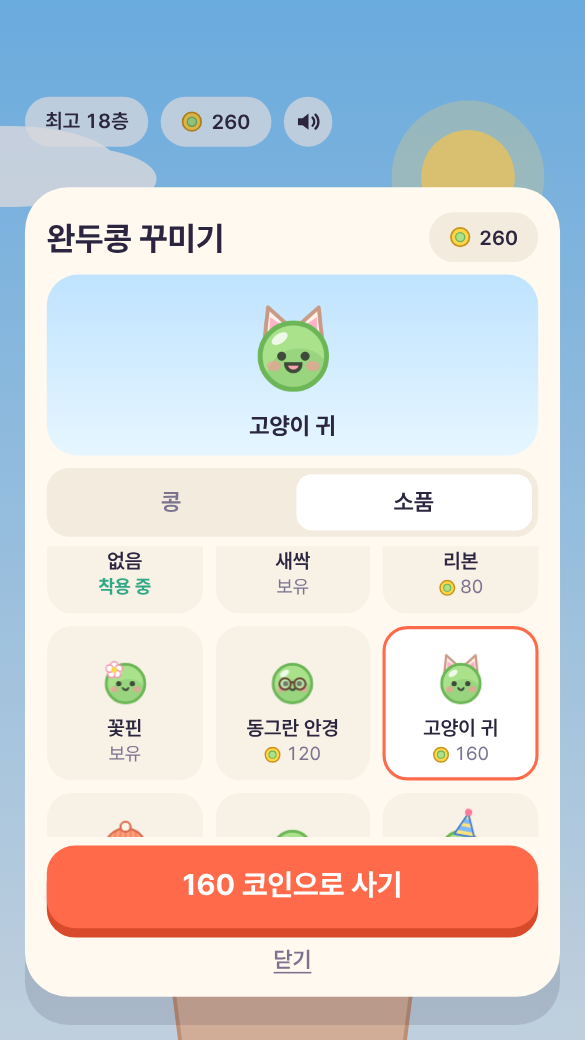 최고 18층
260
완두콩 꾸미기
260
고양이 귀
콩
소품
없음
착용 중
새싹
보유
리본
80
꽃핀
보유
동그란 안경
120
고양이 귀
160
160 코인으로 사기
닫기